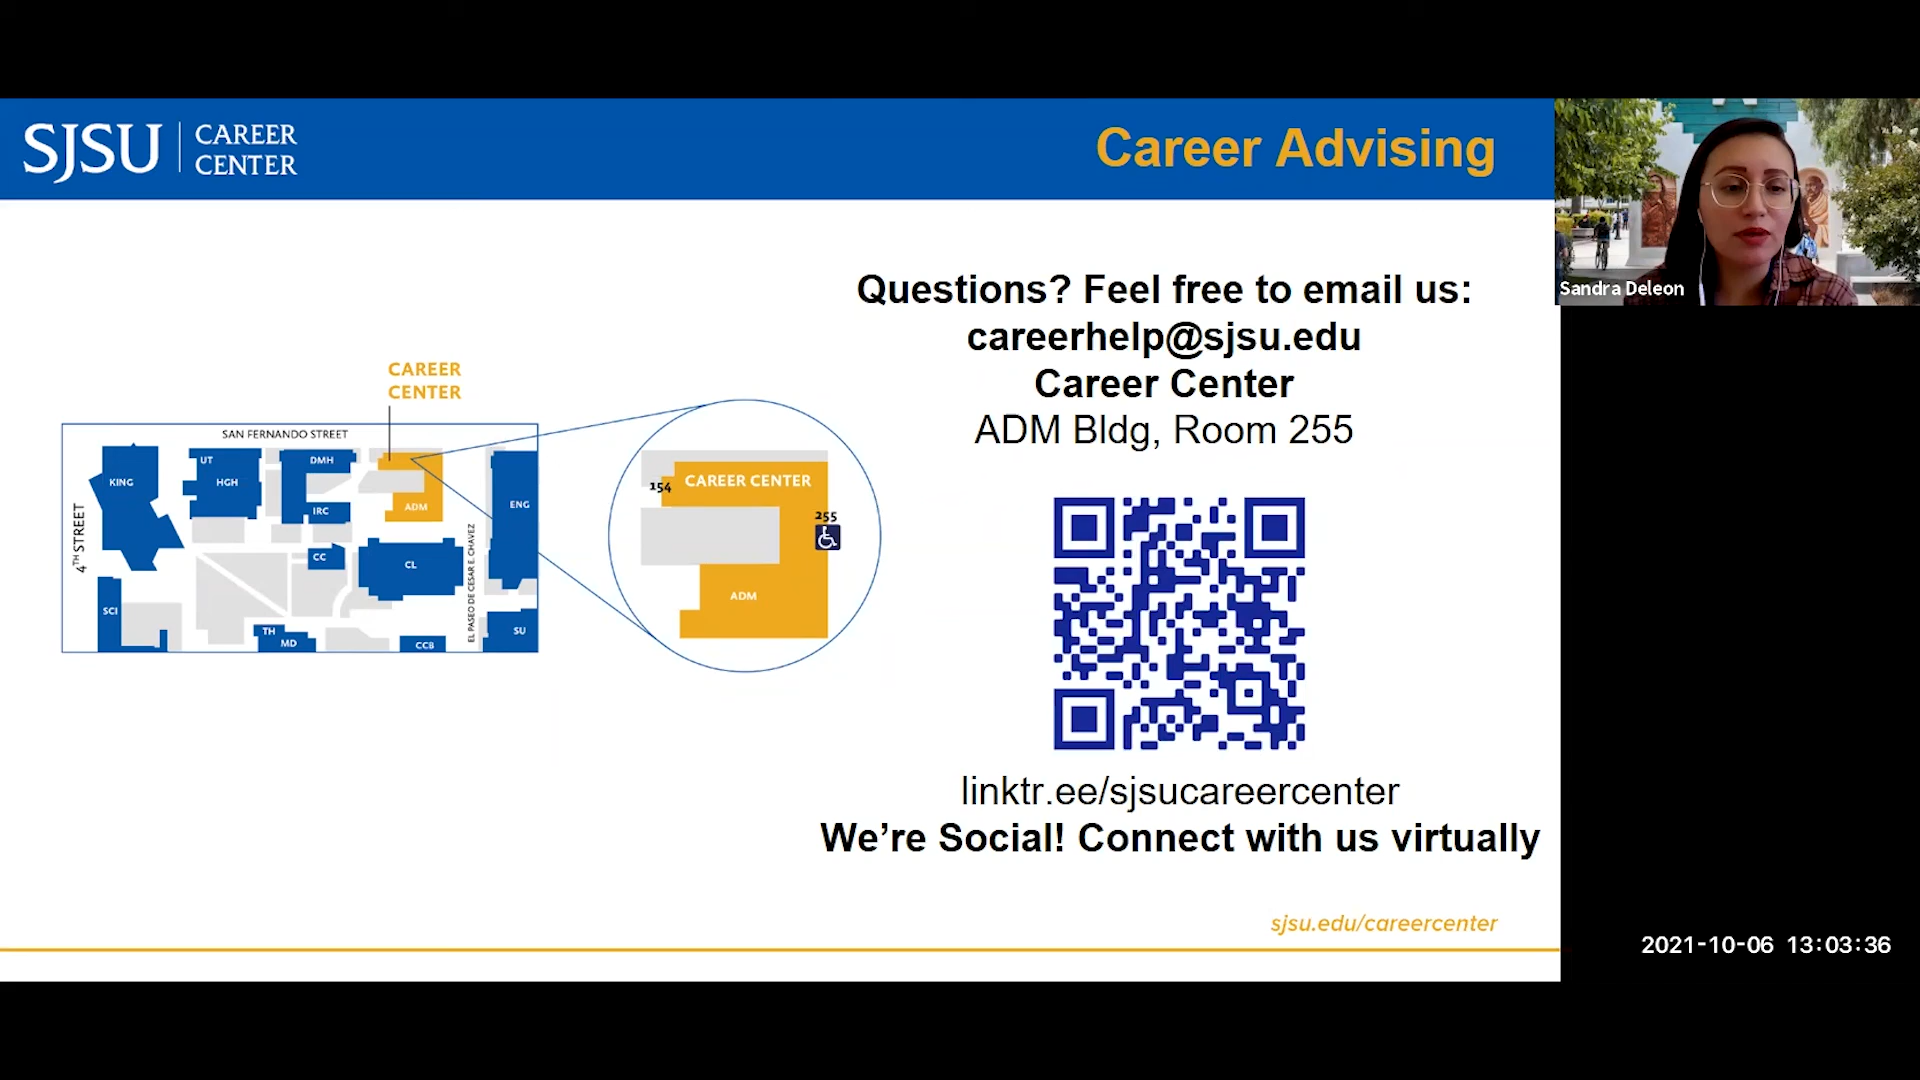 SJSU
CAREER
CENTER
Career Advising
Sandra Deleon
Questions? Feel free to email us:
careerhelp@sjsu.edu
Career Center
ADM Bldg, Room 255
CAREER
CENTER
SAN FERNANDO STREET
4TH STREET
KING
UT
HGH
DMH
IRC
ADM
ENG
CC
CL
EL PASEO DE CESAR E. CHAVEZ
SCI
TH
MD
CCB
SU
154
CAREER CENTER
255
ADM
linktr.ee/sjsucareercenter
We’re Social! Connect with us virtually
sjsu.edu/careercenter
2021-10-06 13:03:36